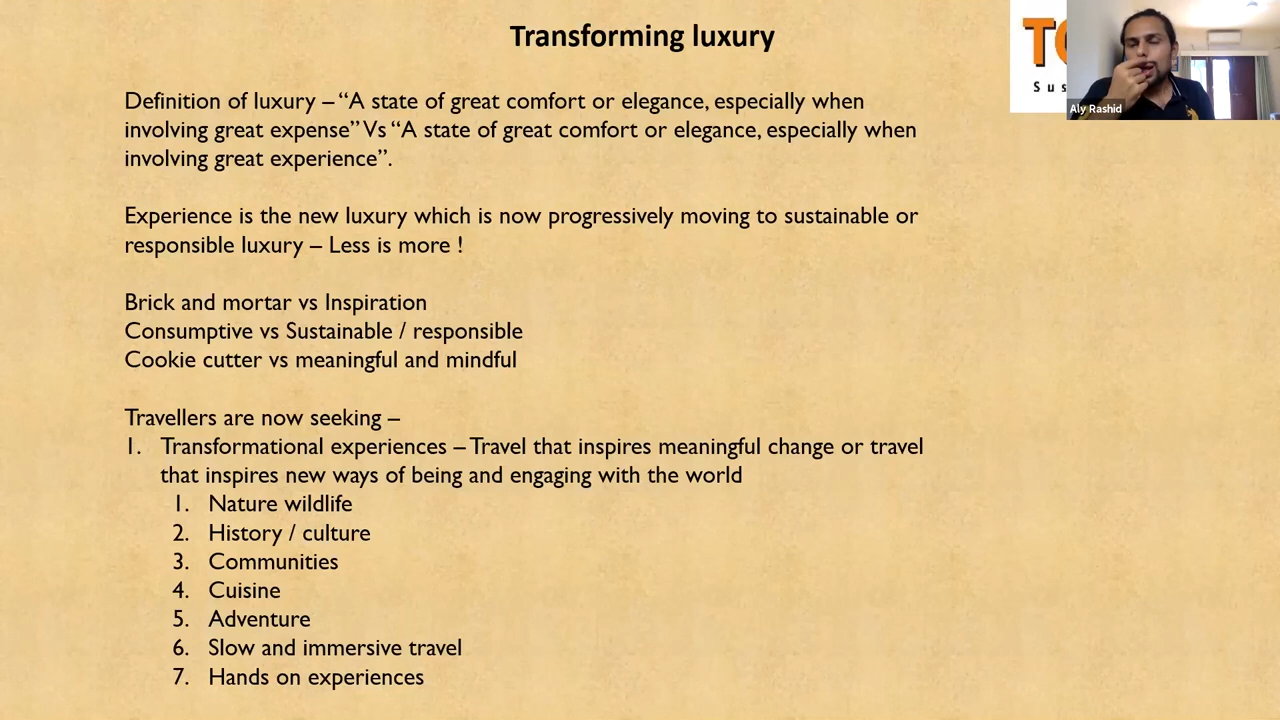 Transforming luxury
Definition of luxury – “A state of great comfort or elegance, especially when
involving great expense” Vs “A state of great comfort or elegance, especially when
involving great experience”.
Experience is the new luxury which is now progressively moving to sustainable or
responsible luxury – Less is more !
Brick and mortar vs Inspiration
Consumptive vs Sustainable / responsible
Cookie cutter vs meaningful and mindful
Travellers are now seeking –
1. Transformational experiences – Travel that inspires meaningful change or travel
that inspires new ways of being and engaging with the world
1. Nature wildlife
2. History / culture
3. Communities
4. Cuisine
5. Adventure
6. Slow and immersive travel
7. Hands on experiences
Aly Rashid